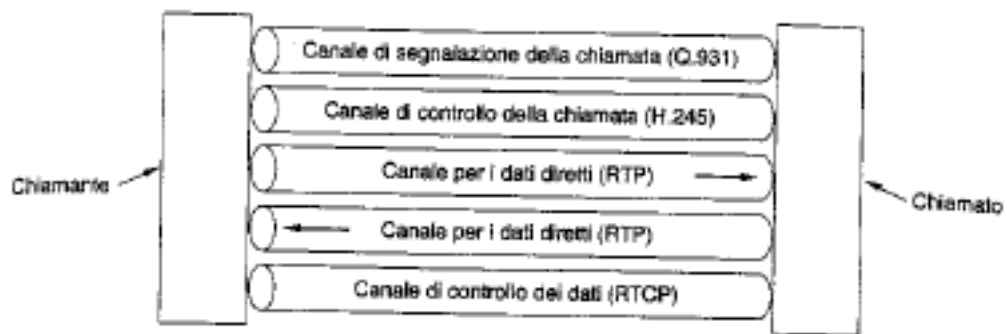 Canale di segnalazione della chiamata (Q.931)
Canale di controllo della chiamata (H.245)
Canale per i dati diretti (RTP)
Chiamante
Chiamato
Canale per i dati diretti (RTP)
Canale di controllo dei dati (RTCP)